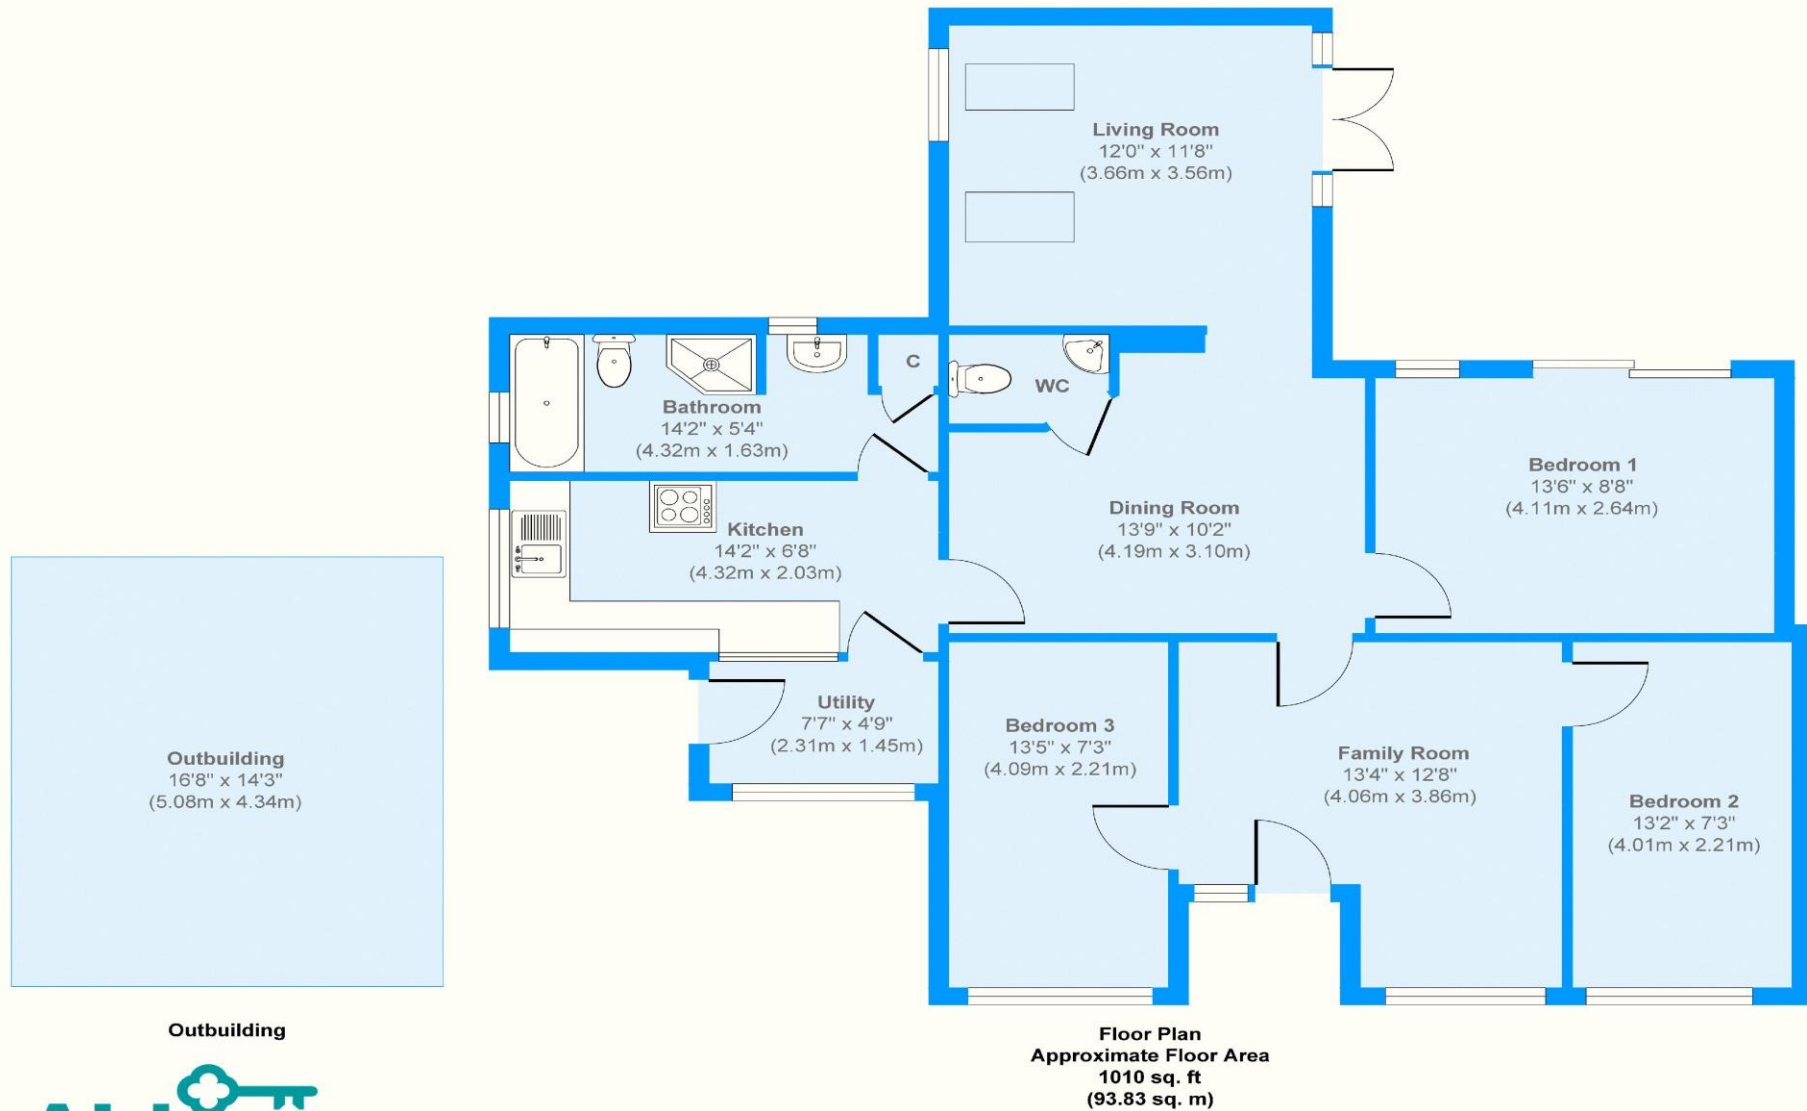 Living Room
12'0" x 11'8"
(3.66m x 3.56m)
C
WC
Bathroom
14'2" x 5'4"
(4.32m x 1.63m)
Bedroom 1
13'6" x 8'8"
(4.11m x 2.64m)
Dining Room
13'9" x 10'2"
(4.19m x 3.10m)
Kitchen
14'2" x 6'8"
(4.32m x 2.03m)
Utility
7'7" x 4'9"
(2.31m x 1.45m)
Bedroom 3
13'5" x 7'3"
(4.09m x 2.21m)
Family Room
13'4" x 12'8"
(4.06m x 3.86m)
Bedroom 2
13'2" x 7'3"
(4.01m x 2.21m)
Outbuilding
16'8" x 14'3"
(5.08m x 4.34m)
Outbuilding
Floor Plan
Approximate Floor Area
1010 sq. ft
(93.83 sq. m)